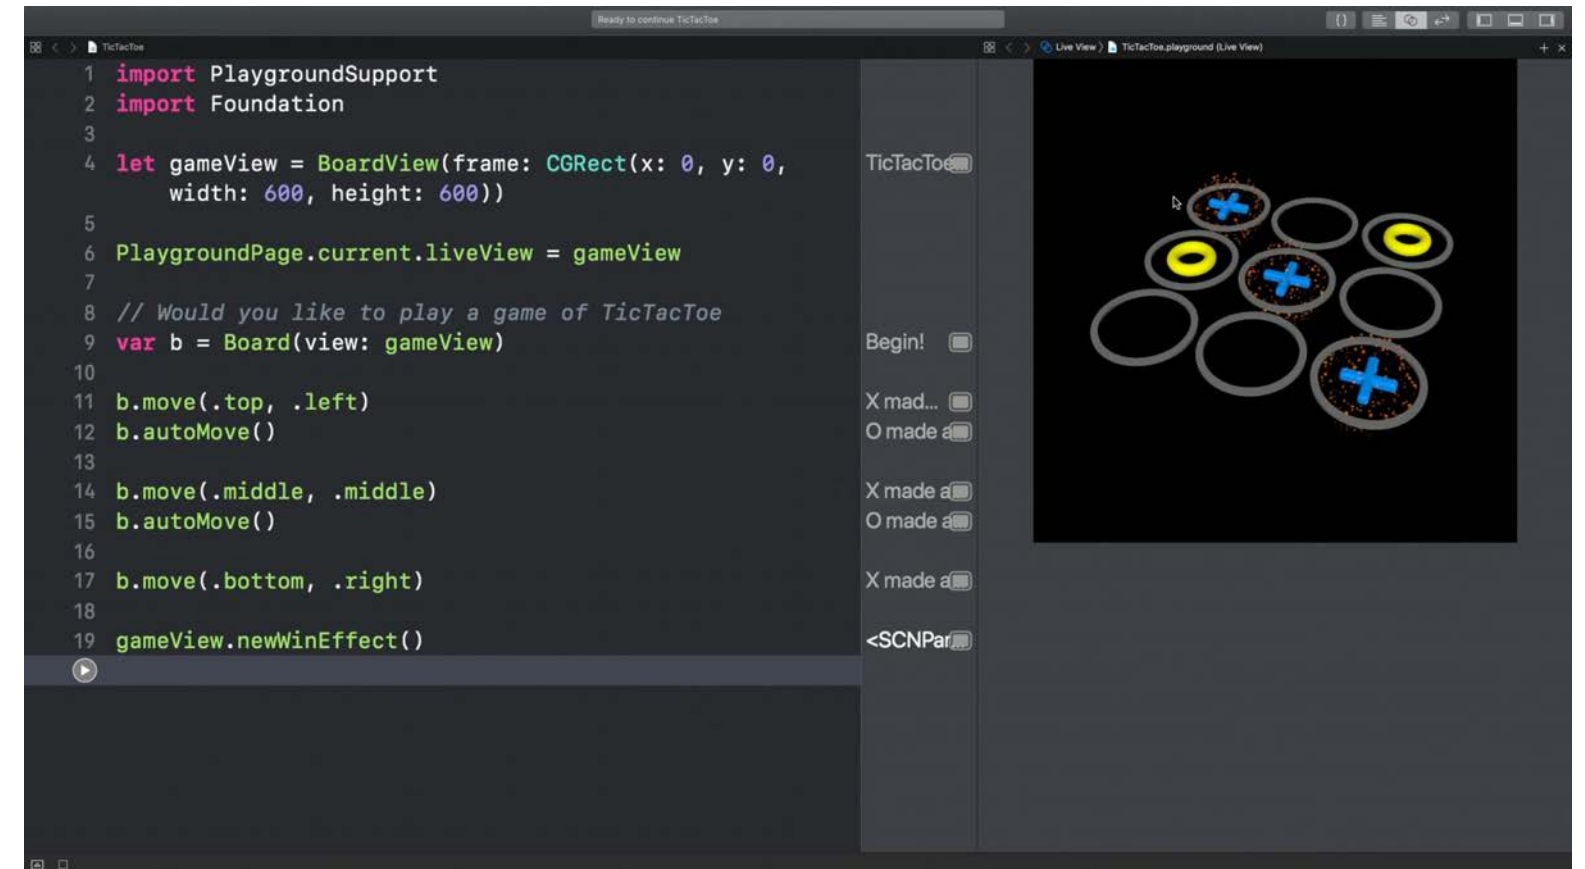 Ready to continue TicTacToe
TicTacToe
Live View
TicTacToe.playground (Live View)
1 import PlaygroundSupport
2 import Foundation
3
4 let gameView = BoardView(frame: CGRect(x: 0, y: 0,
width: 600, height: 600))
5
6 PlaygroundPage.current.liveView = gameView
7
8 // Would you like to play a game of TicTacToe
9 var b = Board(view: gameView)
10
11 b.move(.top, .left)
12 b.autoMove()
13
14 b.move(.middle, .middle)
15 b.autoMove()
16
17 b.move(.bottom, .right)
18
19 gameView.newWinEffect()
TicTacToe
Begin!
X mad...
O made a
X made a
O made a
X made a
<SCNPar